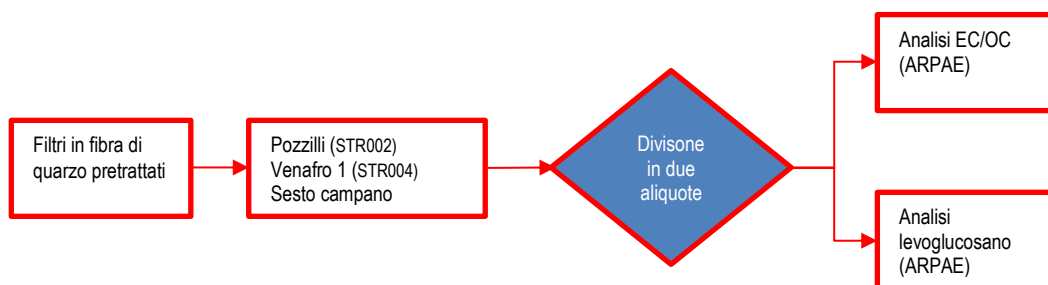 Filtri in fibra di
quarzo pretrattati
Pozzilli (STR002)
Venafro 1 (STR004)
Sesto campano
Divisone
in due
aliquote
Analisi EC/OC
(ARPAE)
Analisi
levoglucosano
(ARPAE)